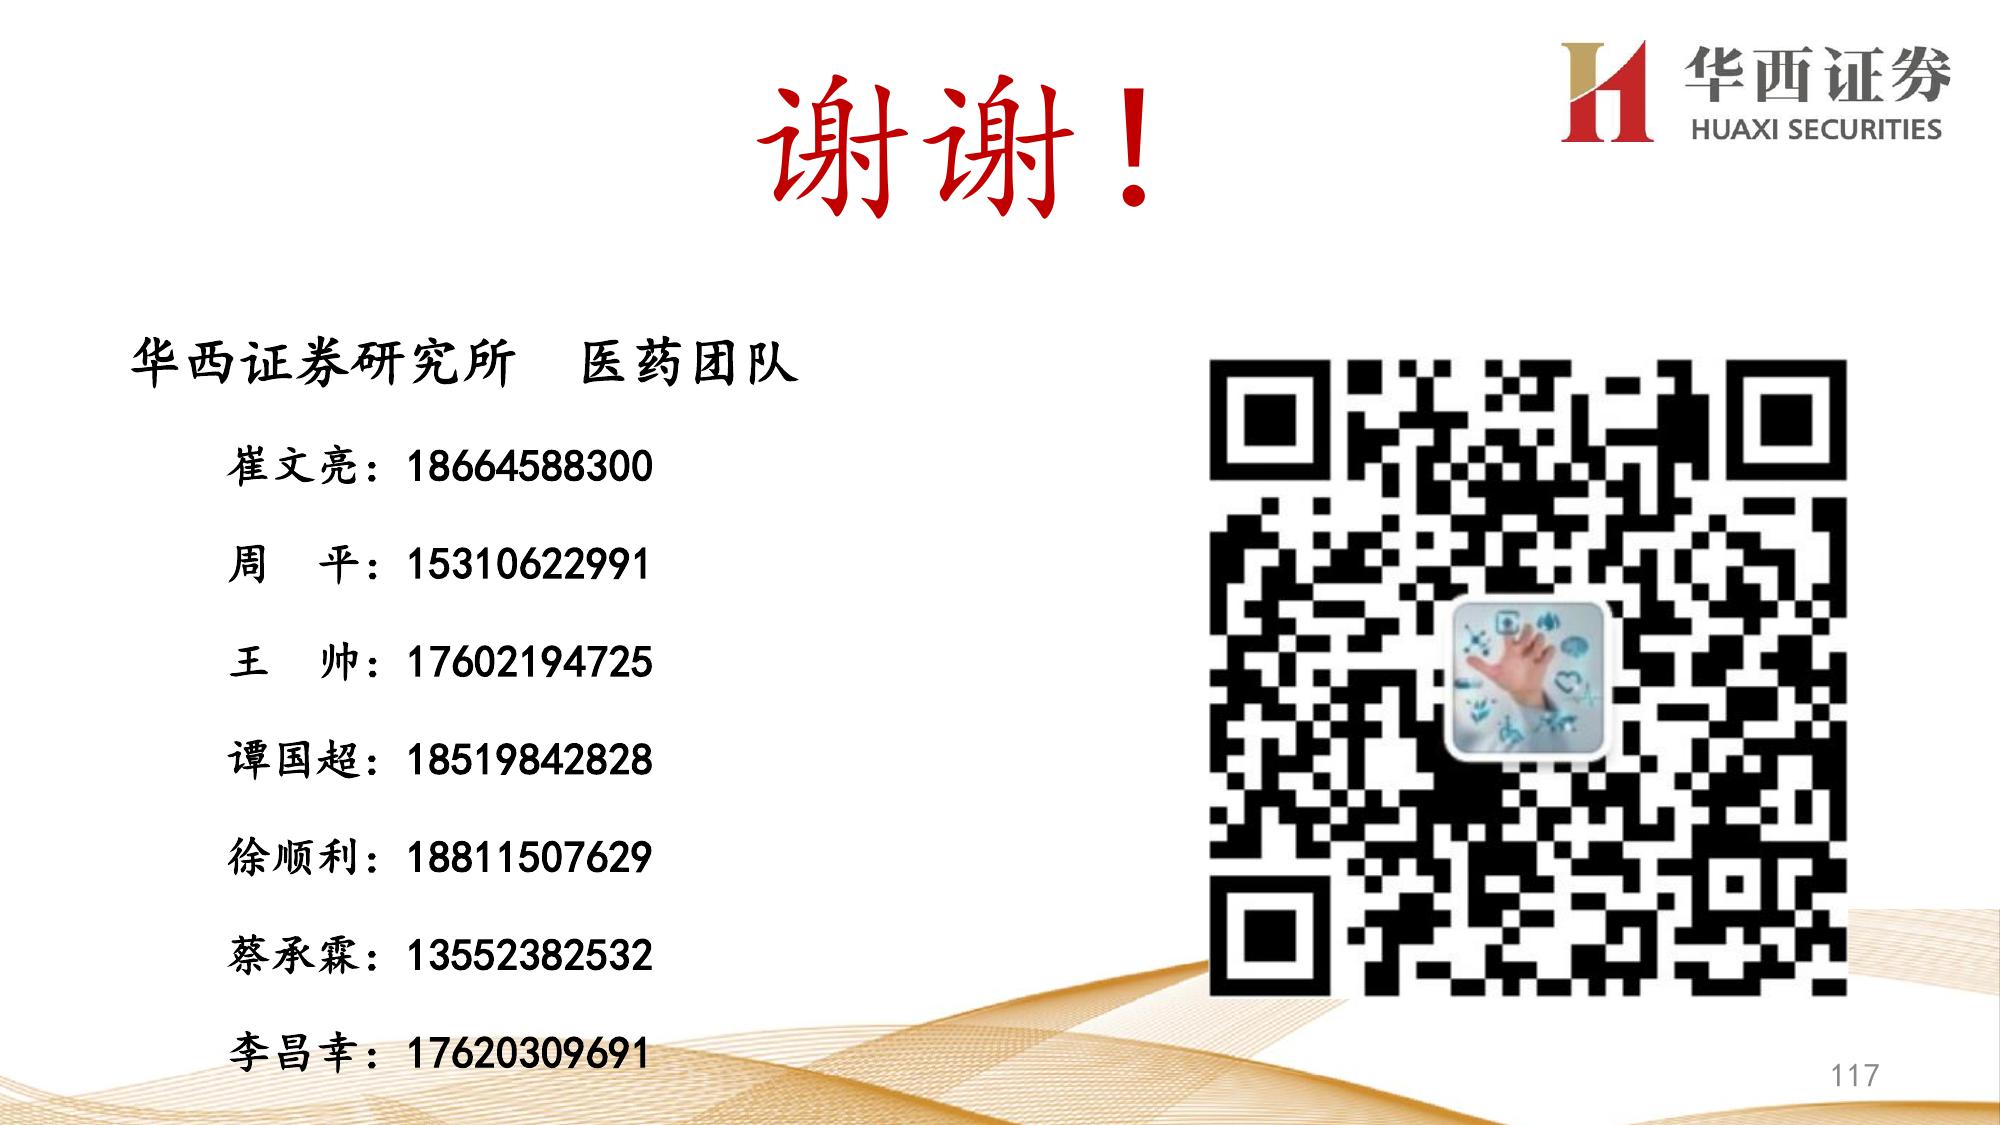 华西证券
HUAXI SECURITIES
谢谢！
华西证券研究所　医药团队
崔文亮：18664588300
周　平：15310622991
王　帅：17602194725
谭国超：18519842828
徐顺利：18811507629
蔡承霖：13552382532
李昌幸：17620309691
117